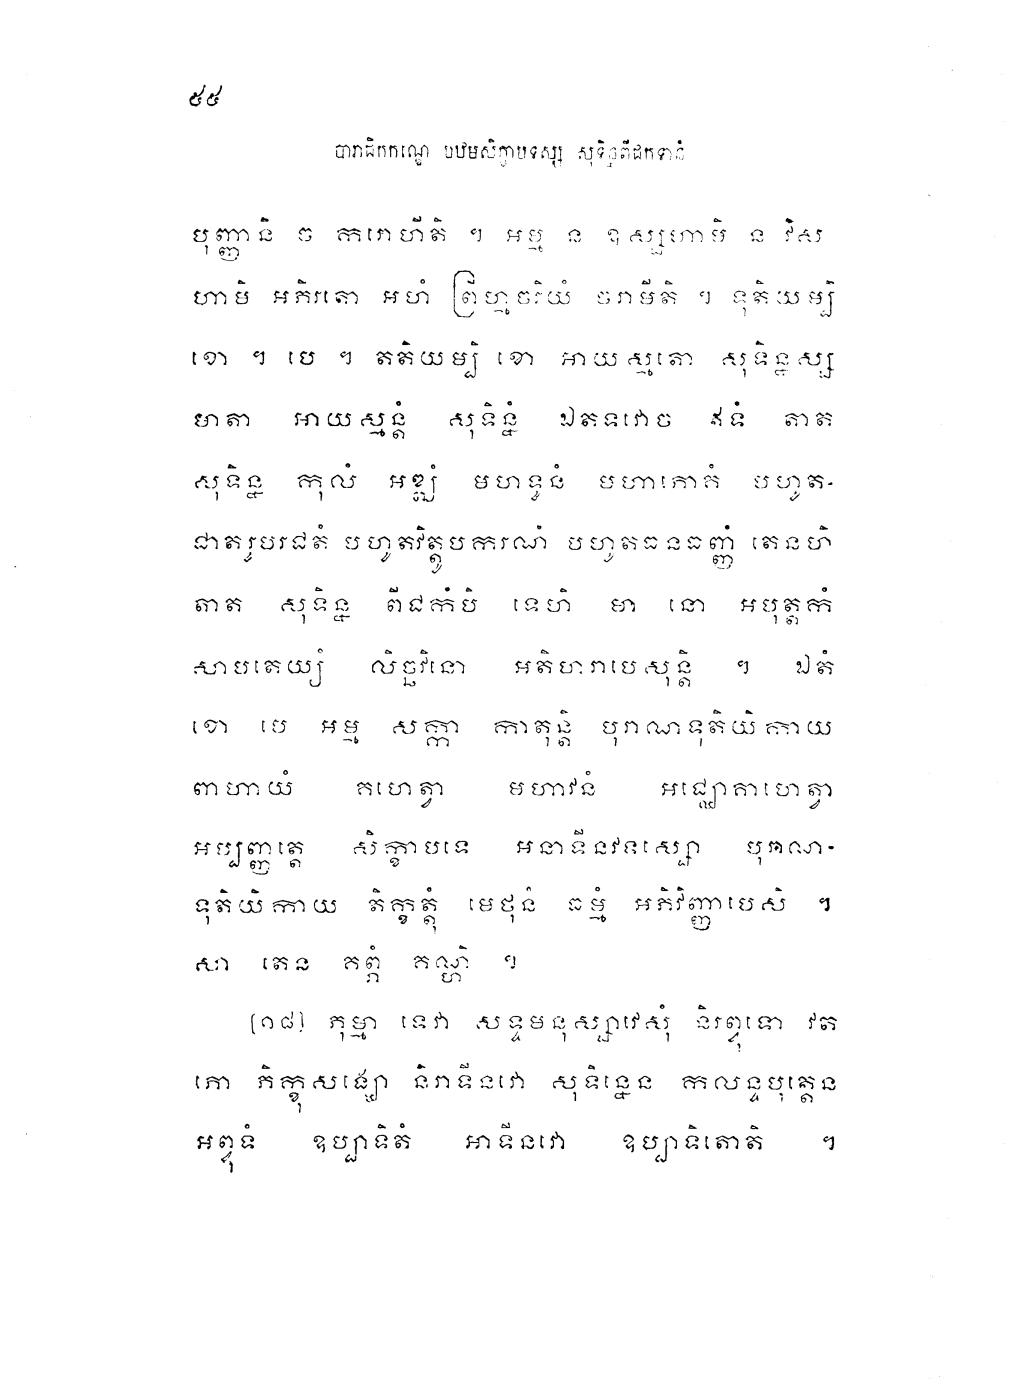 ៥៤
បារាជិកកណ្ឌេ បឋមសិក្ខាបទស្ស សុទិន្នពីជកទានំ
បុញ្ញានិ ច ករោហីតិ ។ អម្ម ន ឧស្សហាមិ ន វិស
ហាមិ អភិរតោ អហំ ព្រហ្មចរិយំ ចរាមីតិ ។ ទុតិយម្បិ
ខោ ។ បេ ។ តតិយម្បិ ខោ អាយស្មតោ សុទិន្នស្ស
មាតា អាយស្មន្តំ សុទិន្នំ ឯតទវោច ឥទំ តាត
សុទិន្ន កុលំ អឌ្ឍំ មហទ្ធនំ មហាភោគំ បហូត-
ជាតរូបរជតំ បហូតវិត្តូបករណំ បហូតធនធញ្ញំ តេនហិ
តាត សុទិន្ន ពីជកំបិ ទេហិ មា នោ អបុត្តកំ
សាបតេយ្យំ លិច្ឆវិនោ អតិហរាបេសុន្តិ ។ ឯតំ
ខោ មេ អម្ម សក្កា កាតុន្តិ បុរាណទុតិយិកាយ
ពាហាយំ គហេត្វា មហាវនំ អជ្ឈោគាហេត្វា
អប្បញ្ញត្តេ សិក្ខាបទេ អនាទីនវទស្សោ បុរាណ-
ទុតិយិកាយ តិក្ខត្តុំ មេថុនំ ធម្មំ អភិវិញ្ញាបេសិ ។
សា តេន គព្ភំ គណ្ហិ ។
[១៨] ភុម្មា ទេវា សទ្ទមនុស្សាវេសុំ និរព្វុទោ វត
ភោ ភិក្ខុសង្ឃោ និរាទីនវោ សុទិន្នេន កលន្ទបុត្តេន
អព្វុទំ ឧប្បាទិតំ អាទីនវោ ឧប្បាទិតោតិ ។